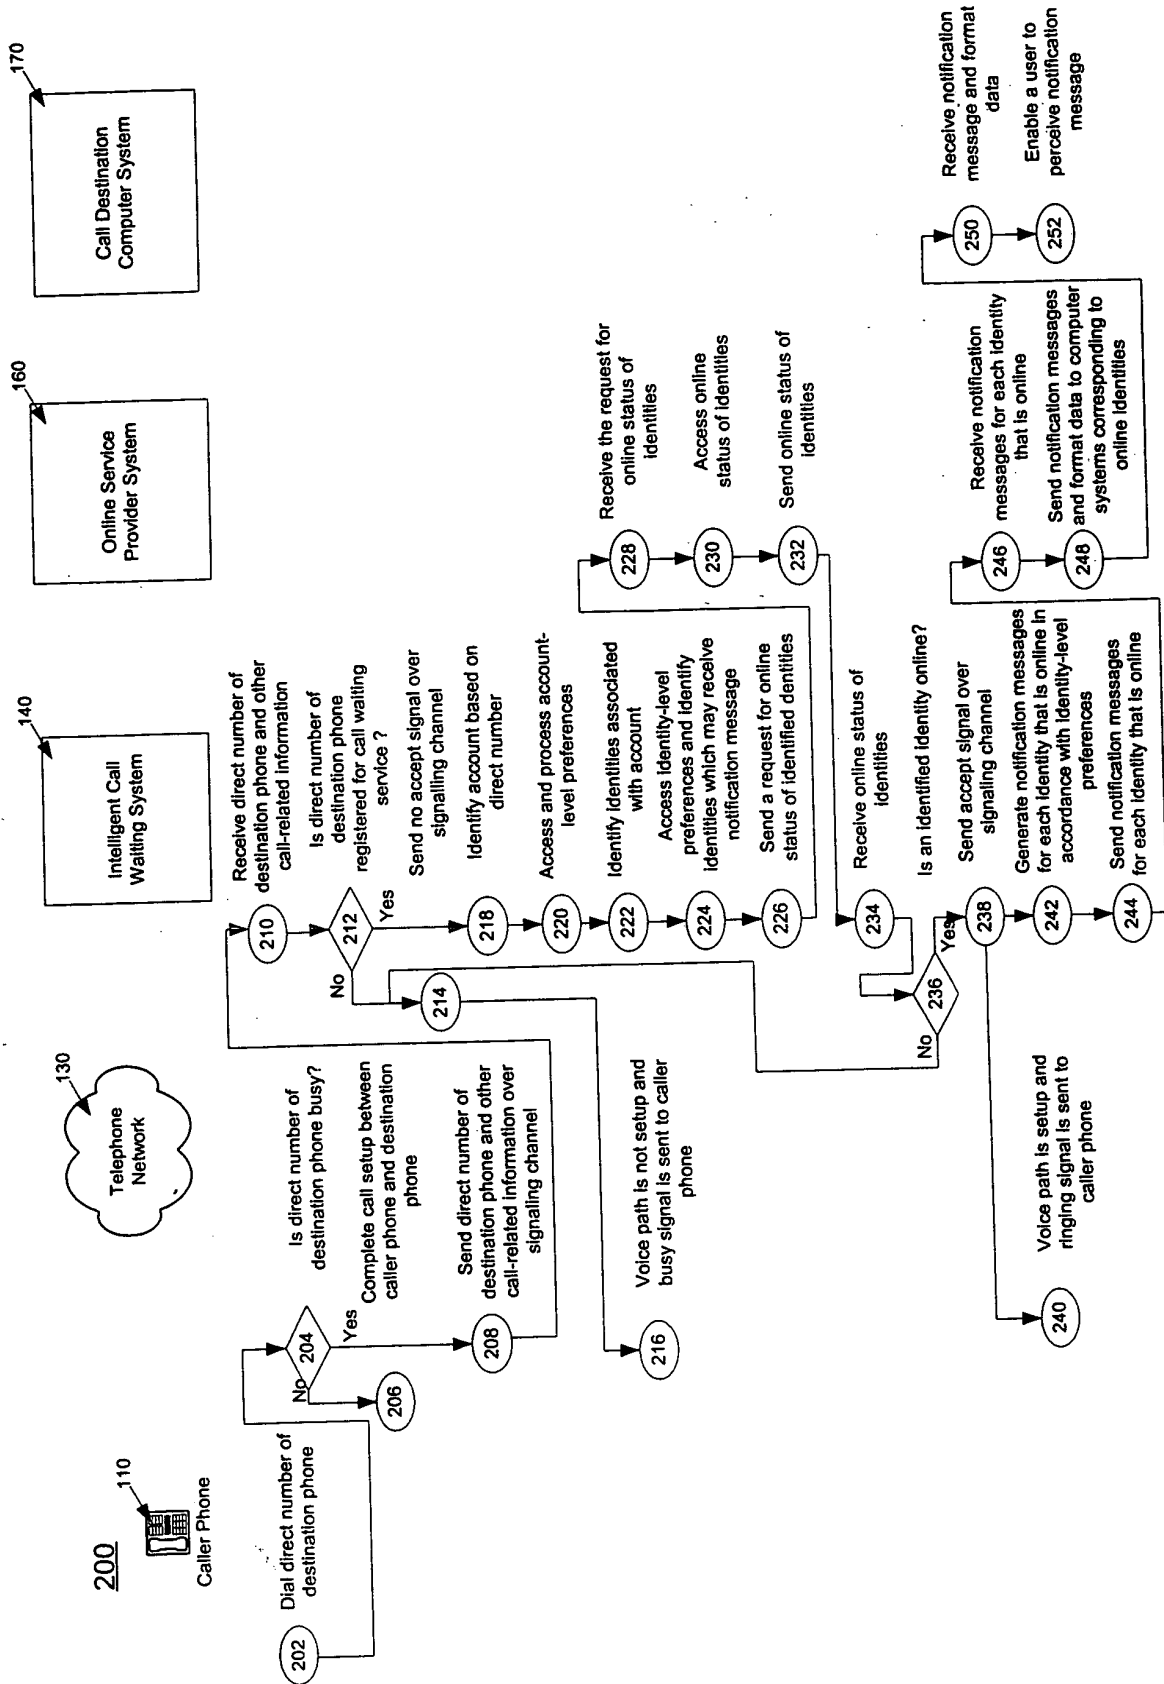 200
110
Caller Phone
130
Telephone
Network
140
Intelligent Call
Waiting System
160
Online Service
Provider System
170
Call Destination
Computer System
202
Dial direct number of
destination phone
204
Is direct number of
destination phone busy?
No
Yes
206
Complete call setup between
caller phone and destination
phone
208
Send direct number of
destination phone and other
call-related information over
signaling channel
210
Receive direct number of
destination phone and other
call-related information
212
Is direct number of
destination phone
registered for call waiting
service ?
No
Yes
214
Send no accept signal over
signalling channel
216
Voice path is not setup and
busy signal is sent to caller
phone
218
Identify account based on
direct number
220
Access and process account-
level preferences
222
Identify identities associated
with account
224
Access identity-level
preferences and identify
identities which may receive
notification message
226
Send a request for online
status of identified dentities
228
Receive the request for
online status of
identities
230
Access online
status of identities
232
Send online status of
identities
234
Receive online status of
identities
236
Is an identified identity online?
No
Yes
238
Send accept signal over
signaling channel
240
Voice path is setup and
ringing signal is sent to
caller phone
242
Generate notification messages
for each identity that is online in
accordance with identity-level
preferences
244
Send notification messages
for each identity that is online
246
Receive notification
messages for each identity
that is online
248
Send notification messages
and format data to computer
systems corresponding to
online identities
250
Receive notification
message and format
data
252
Enable a user to
perceive notification
message